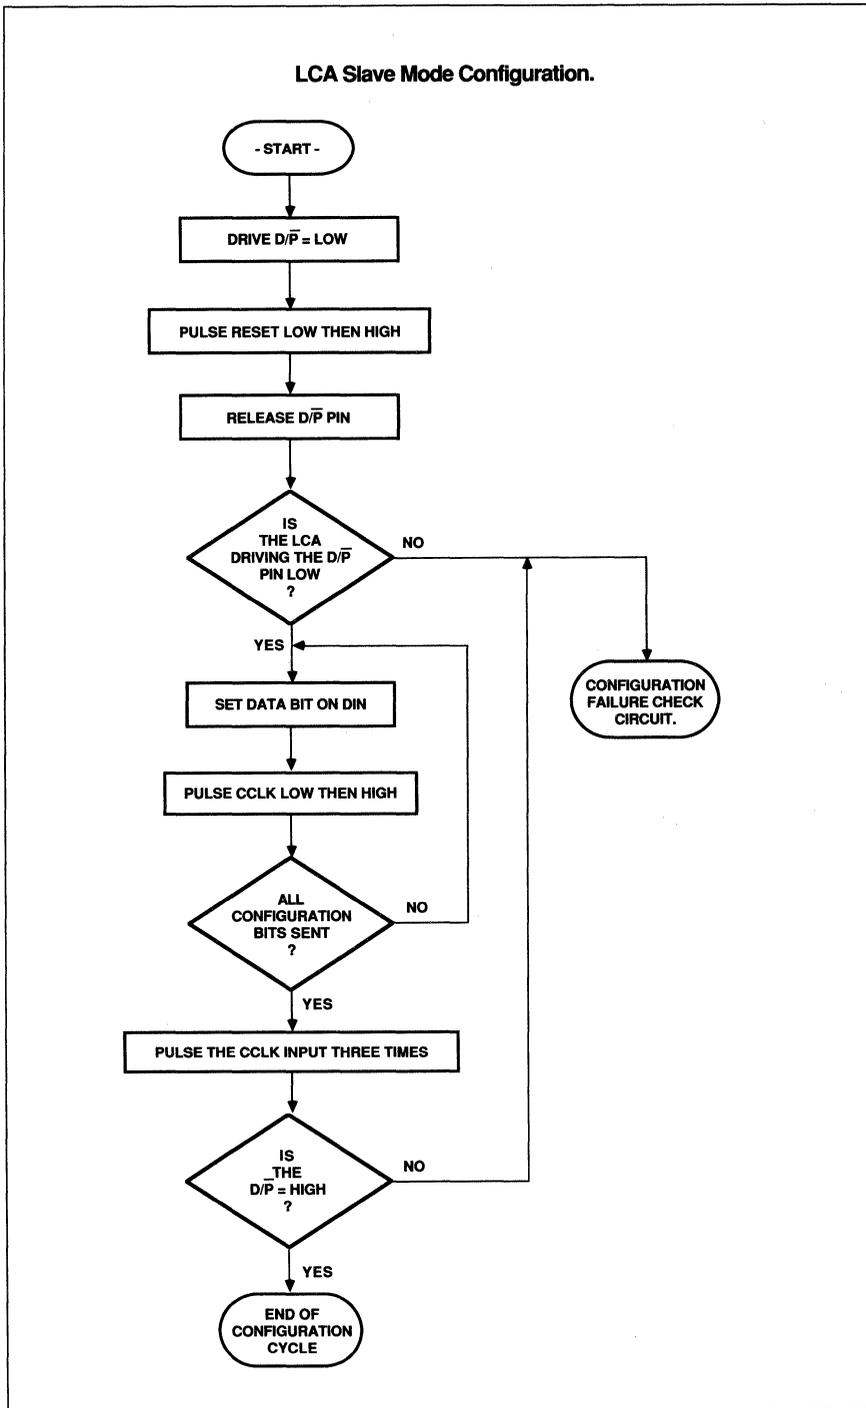 LCA Slave Mode Configuration.
- START -
DRIVE D/P̅ = LOW
PULSE RESET LOW THEN HIGH
RELEASE D/P̅ PIN
IS
THE LCA
DRIVING THE D/P̅
PIN LOW
?
NO
YES
CONFIGURATION
FAILURE CHECK
CIRCUIT.
SET DATA BIT ON DIN
PULSE CCLK LOW THEN HIGH
ALL
CONFIGURATION
BITS SENT
?
NO
YES
PULSE THE CCLK INPUT THREE TIMES
IS
THE
D/P̅ = HIGH
?
NO
YES
END OF
CONFIGURATION
CYCLE